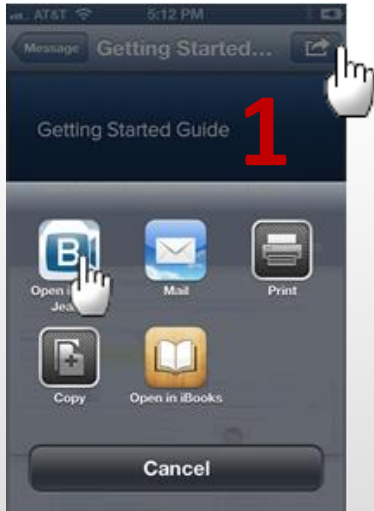 AT&T 5:12 PM
Message Getting Started...
Getting Started Guide 1
B
Open in
Mail Print
Copy Open in iBooks
Cancel